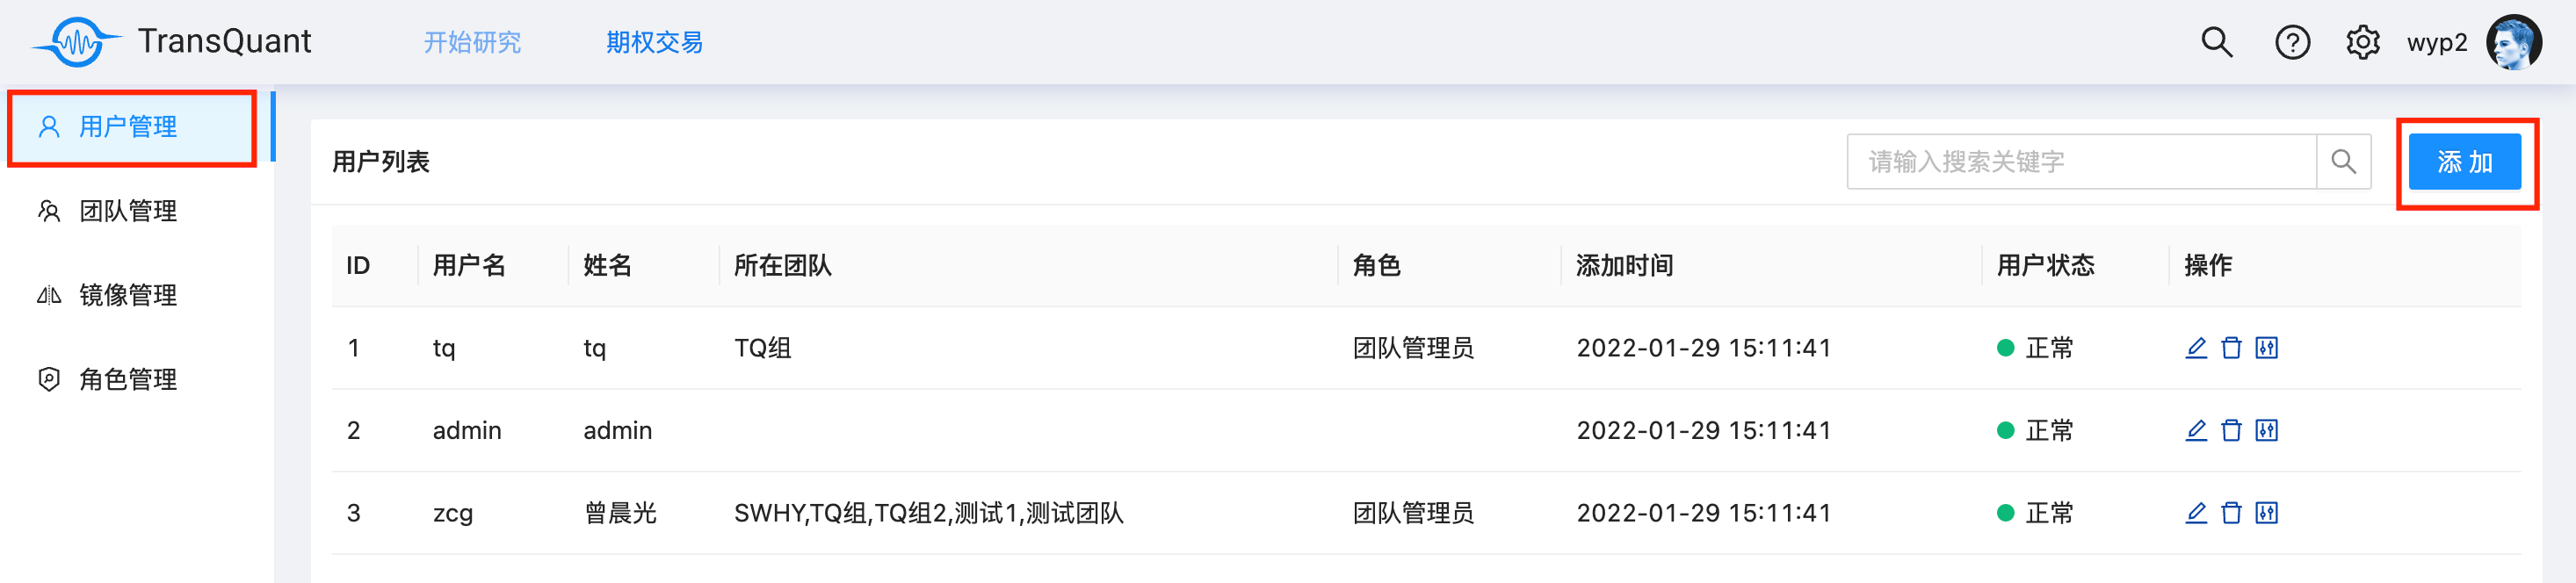 TransQuant 开始研究 期权交易 wyp2
用户管理
团队管理
镜像管理
角色管理
用户列表 请输入搜索关键字 添 加
ID 用户名 姓名 所在团队 角色 添加时间 用户状态 操作
1 tq tq TQ组 团队管理员 2022-01-29 15:11:41 正常
2 admin admin 2022-01-29 15:11:41 正常
3 zcg 曾晨光 SWHY,TQ组,TQ组2,测试1,测试团队 团队管理员 2022-01-29 15:11:41 正常